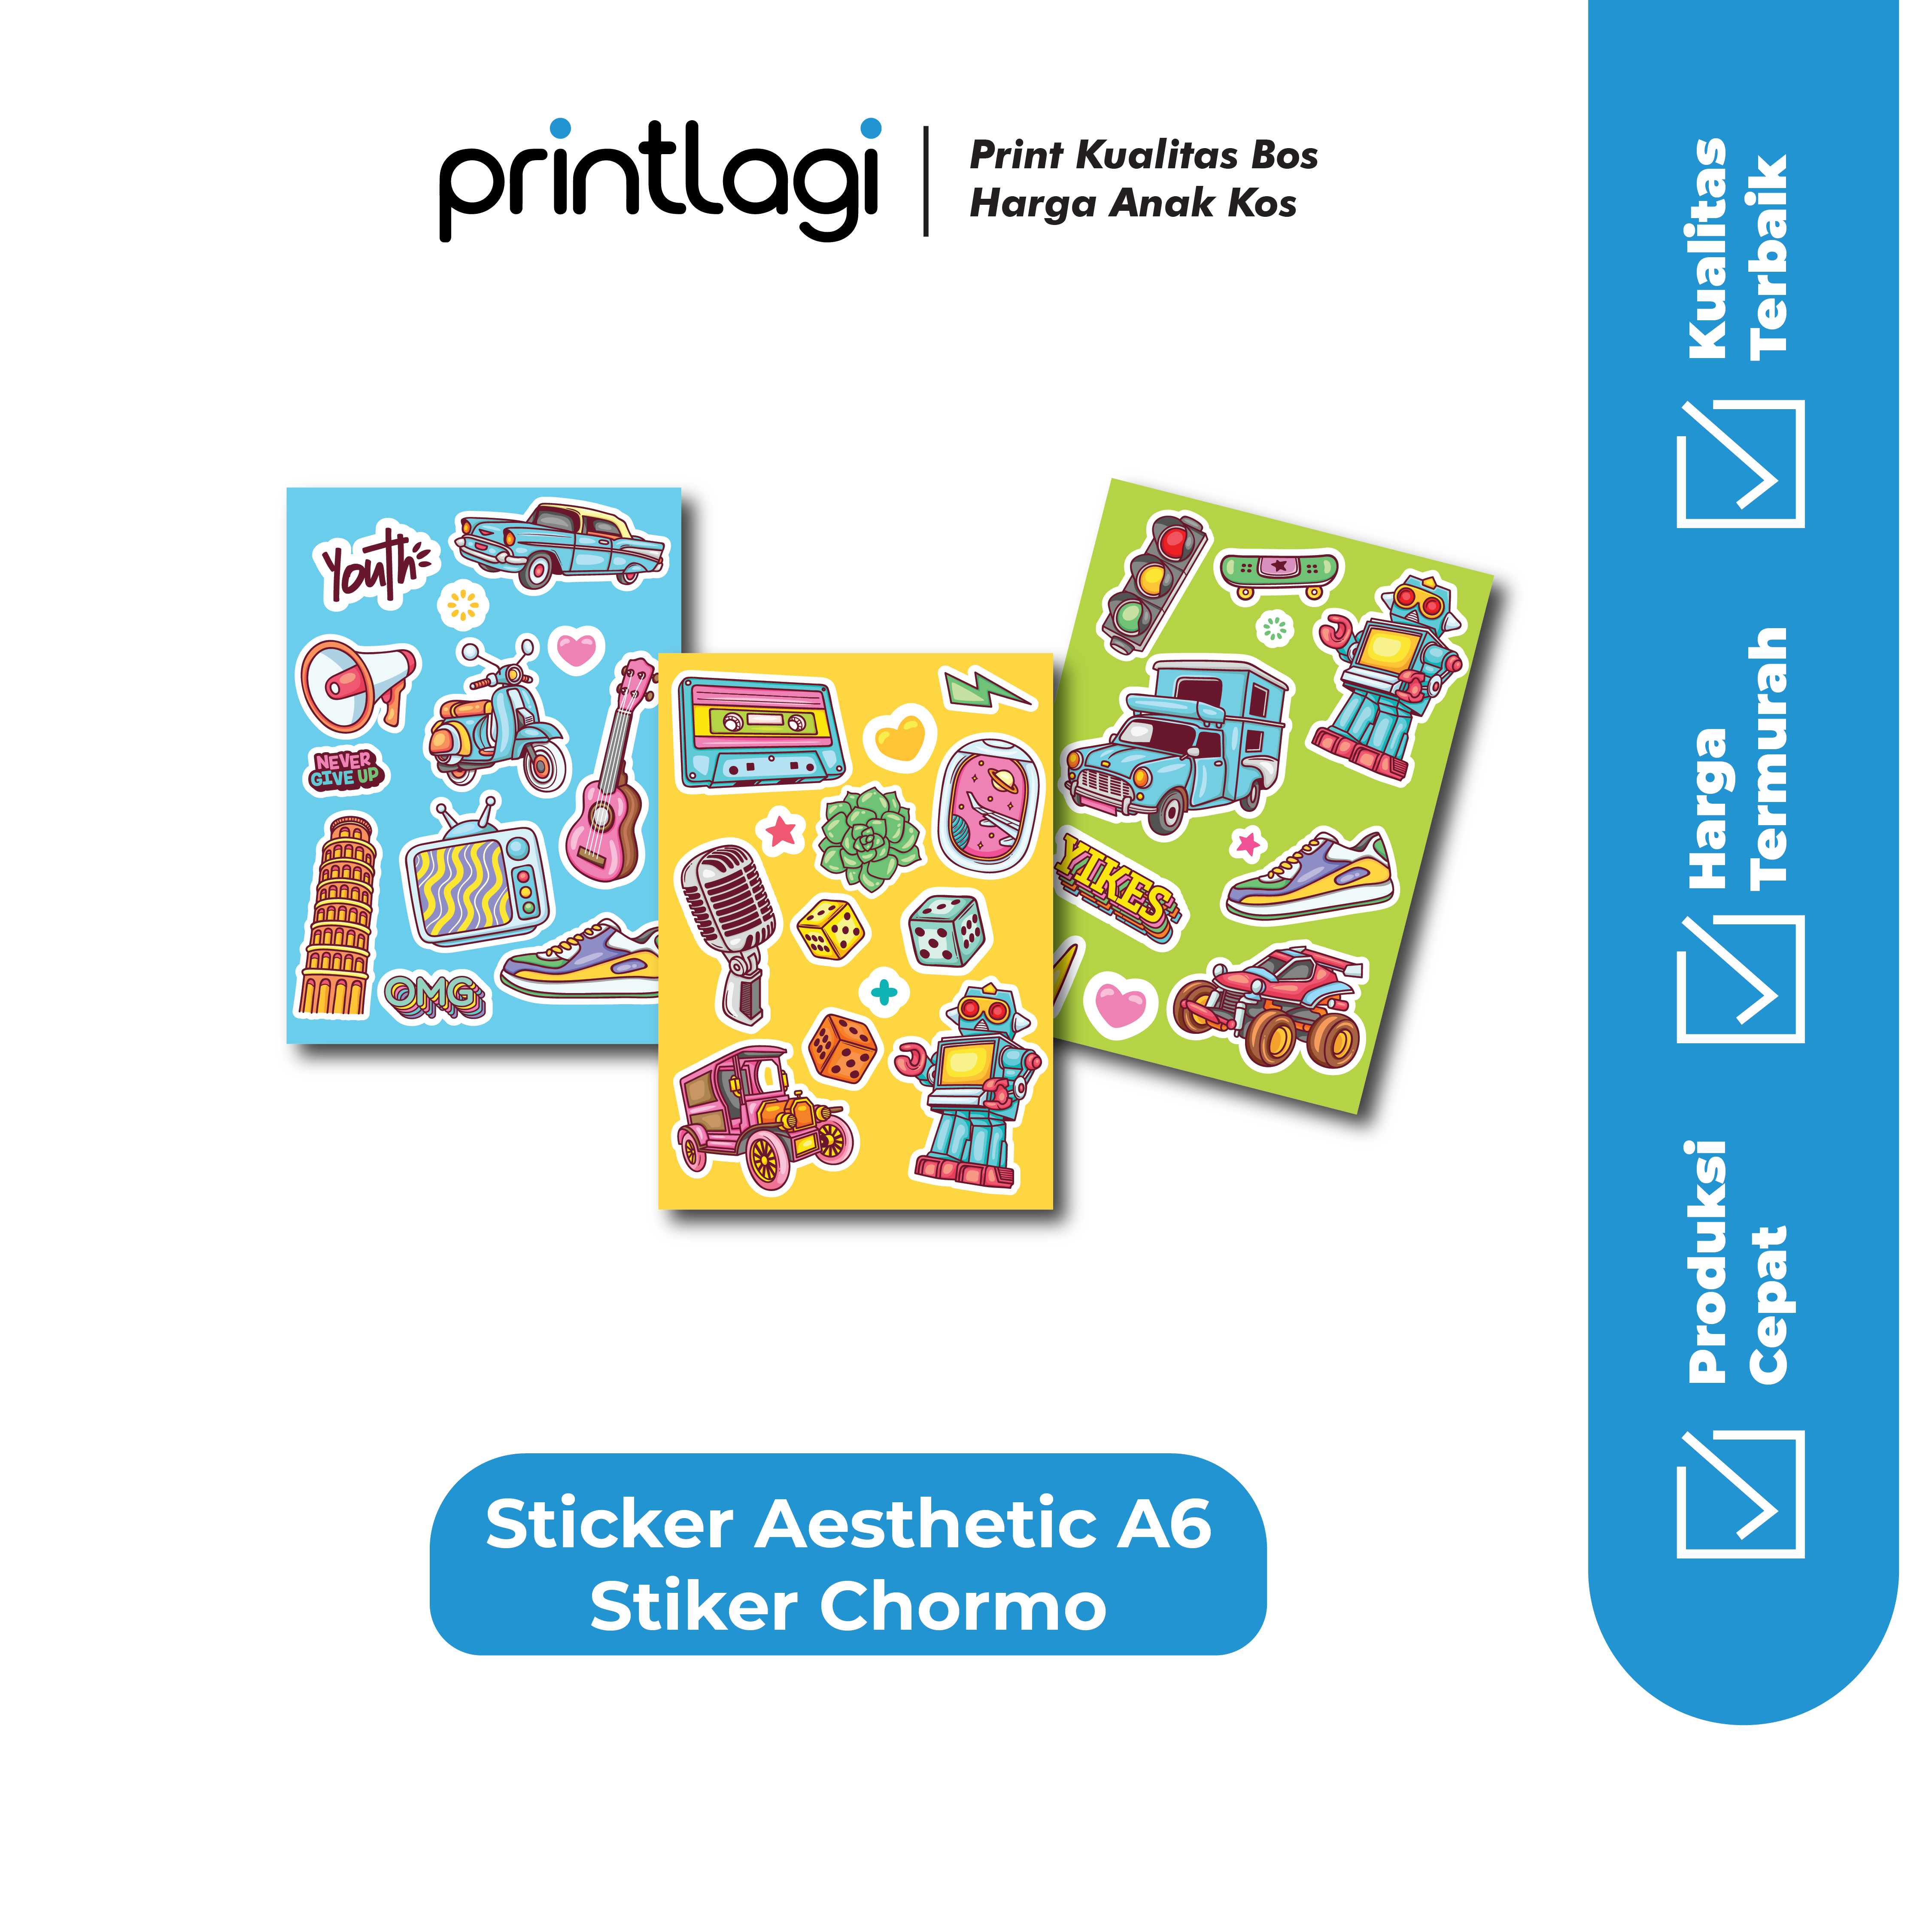 printlagi
Print Kualitas Bos
Harga Anak Kos
Youth
NEVER
GIVE UP
OMG
YIKES
Sticker Aesthetic A6
Stiker Chormo
Kualitas
Terbaik
Harga
Termurah
Produksi
Cepat